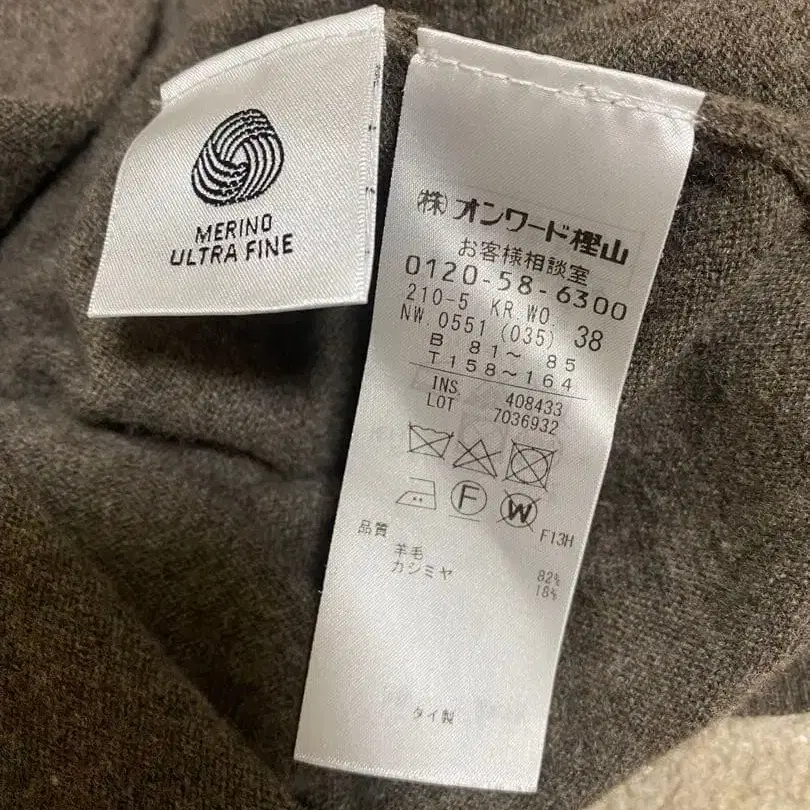 MERINO
ULTRA FINE
㈱オンワード樫山
お客様相談室
0120-58-6300
210-5 KR.WO
NW.0551 (035) 38
B 81～ 85
T 158～164
INS 408433
LOT 7036932
F W
F13H
品質
羊毛 82%
カシミヤ 18%
タイ製